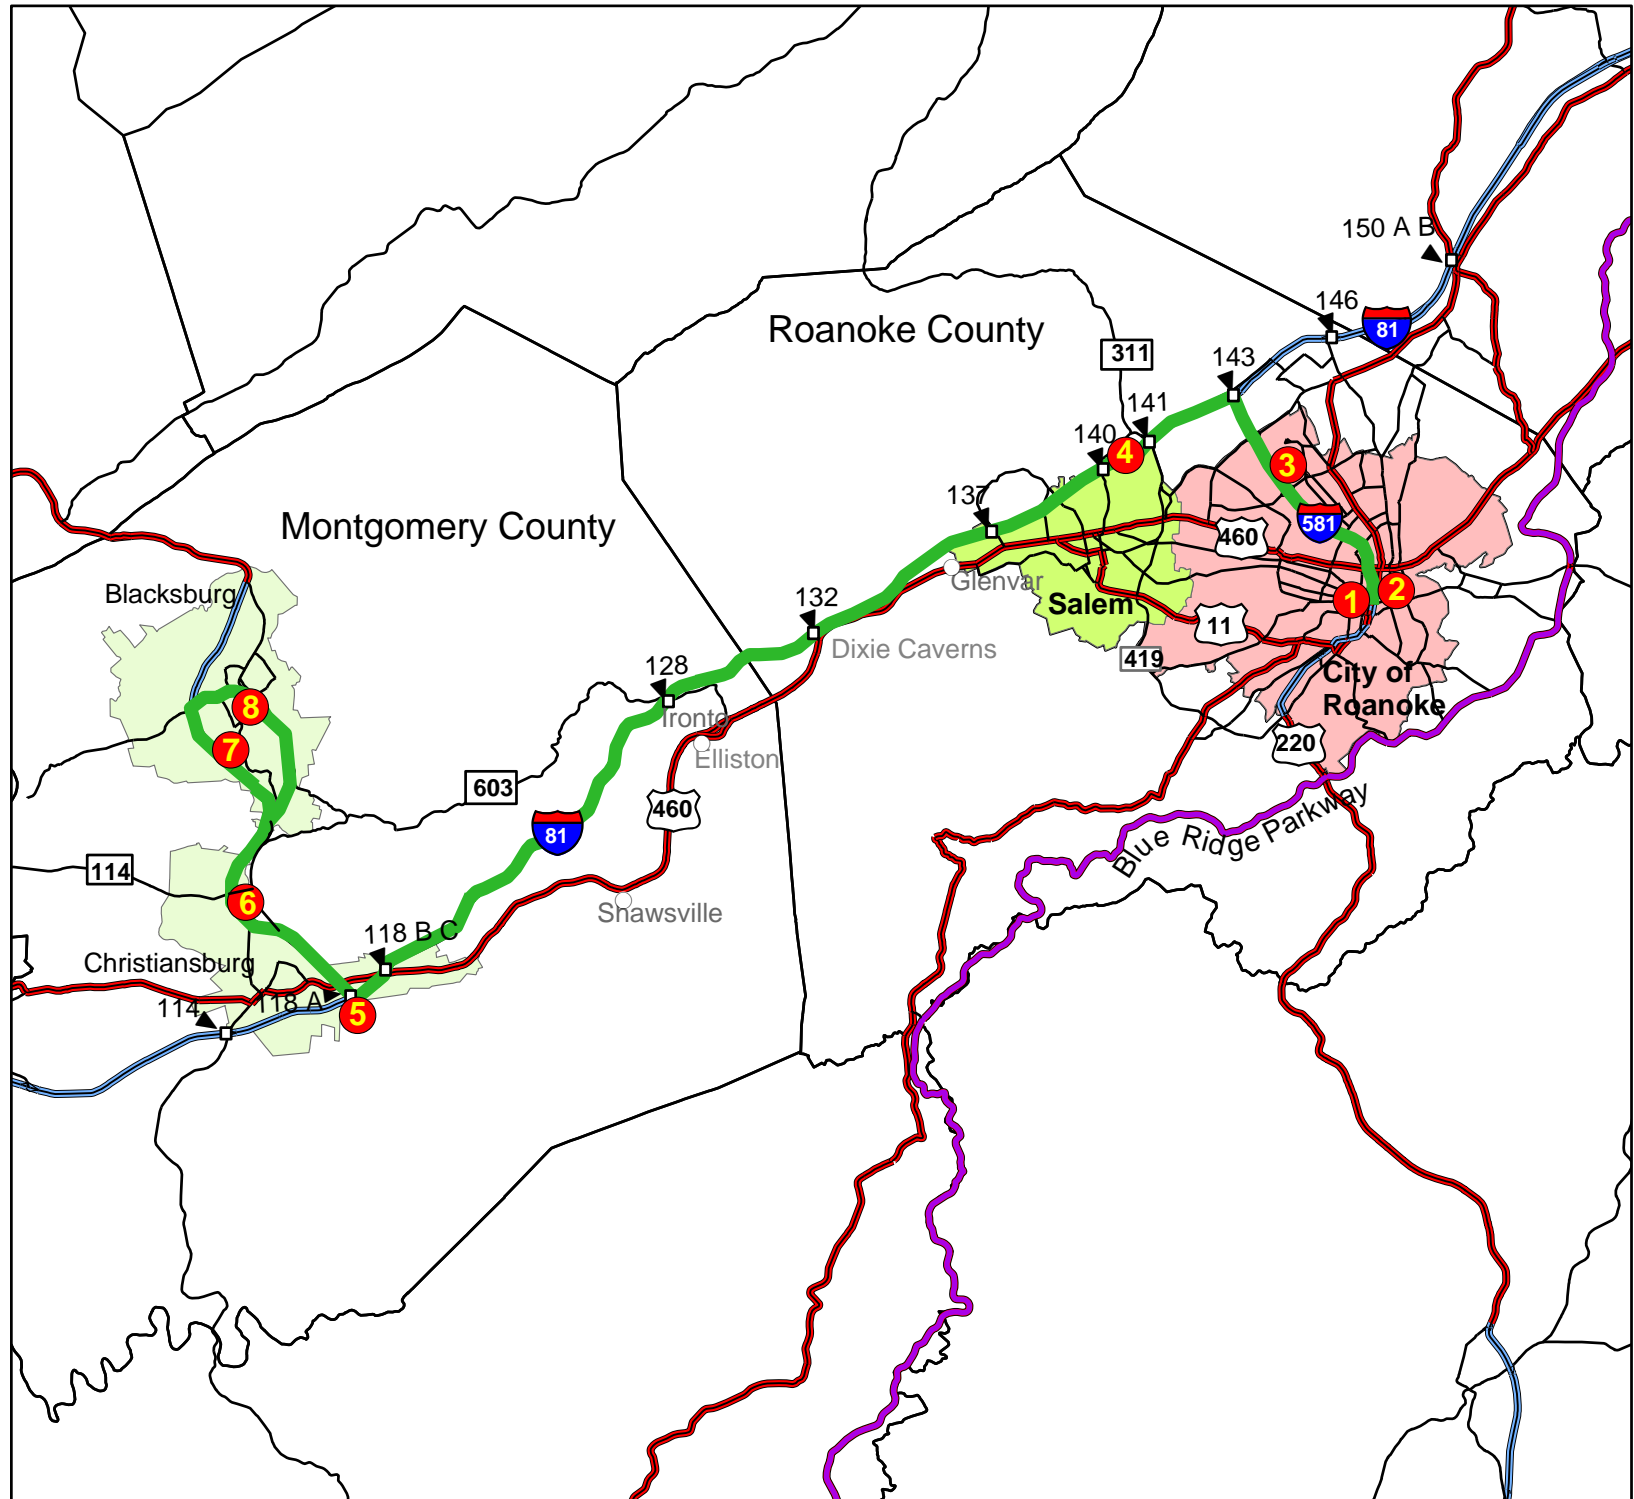 150 A B
146
81
Roanoke County
311
143
141
140
4
3
137
Montgomery County
581
460
Glenvar
Blacksburg
Salem
1
2
132
11
Dixie Caverns
419
128
City of
Roanoke
Ironto
8
220
7
Elliston
603
460
81
Blue Ridge Parkway
114
6
Shawsville
118 B C
Christiansburg
118 A
114
5